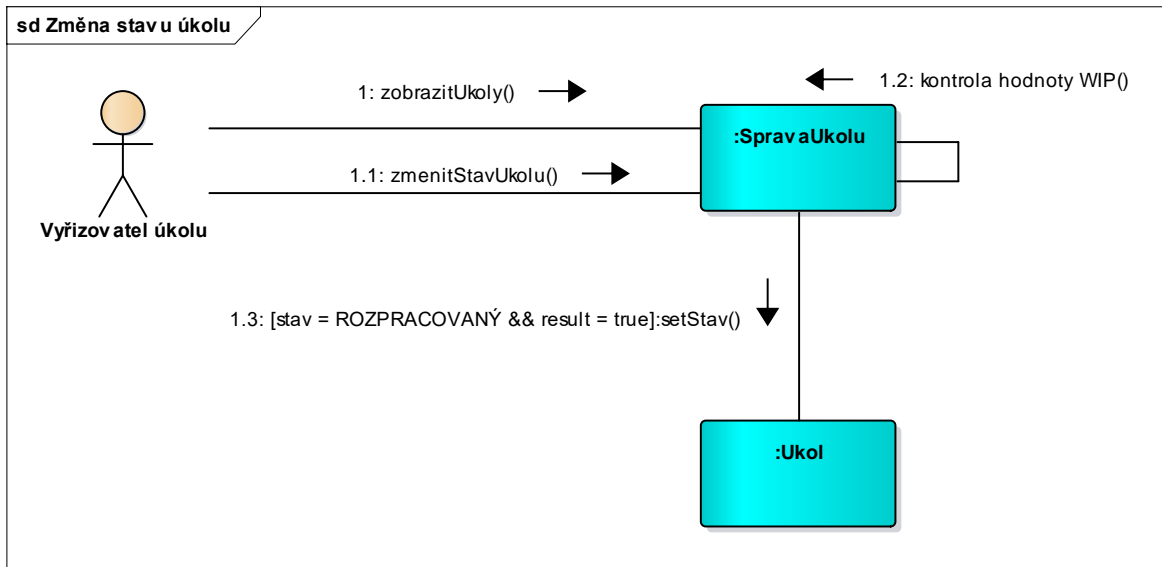 sd Změna stavu úkolu
1: zobrazitUkoly()
1.2: kontrola hodnoty WIP()
:SpravaUkolu
1.1: zmenitStavUkolu()
Vyřizovatel úkolu
1.3: [stav = ROZPRACOVANÝ && result = true]:setStav()
:Ukol